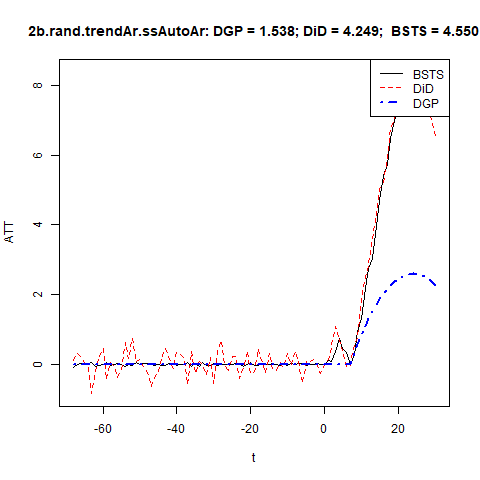 2b.rand.trendAr.ssAutoAr: DGP = 1.538; DiD = 4.249;  BSTS = 4.550
BSTS
DiD
DGP
8
6
4
2
0
ATT
-60
-40
-20
0
20
t